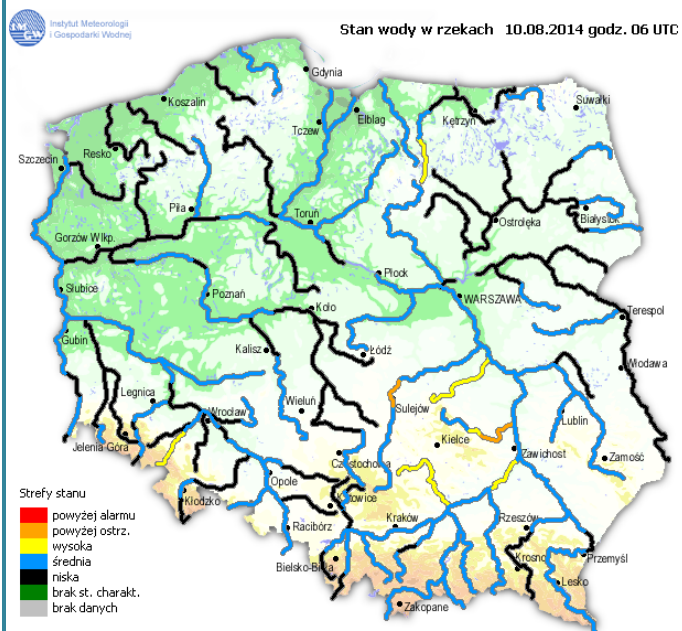 Instytut Meteorologii
i Gospodarki Wodnej
Stan wody w rzekach 10.08.2014 godz. 06 UTC
Gdynia
Koszalin
Suwałki
Elbląg
Kętrzyn
Tczew
Resko
Szczecin
Piła
Toruń
Białystok
Ostrołęka
Gorzów Wlkp.
Płock
Słubice
Poznań
WARSZAWA
Koło
Terespol
Gubin
Kalisz
Łódź
Włodawa
Legnica
Wieluń
Sulejów
Wrocław
Lublin
Jelenia Góra
Kielce
Zawichost
Zamość
Częstochowa
Opole
Strefy stanu
Kłodzko
Katowice
powyżej alarmu
Racibórz
Kraków
Rzeszów
powyżej ostrz.
wysoka
Bielsko-Biała
Krosno
Przemyśl
średnia
niska
Lesko
brak st. charakt.
Zakopane
brak danych